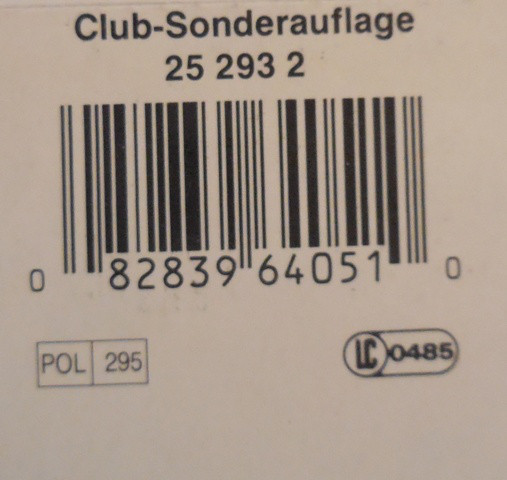 Club-Sonderauflage
25 293 2
0 82839 64051 0
POL 295
LC 0485